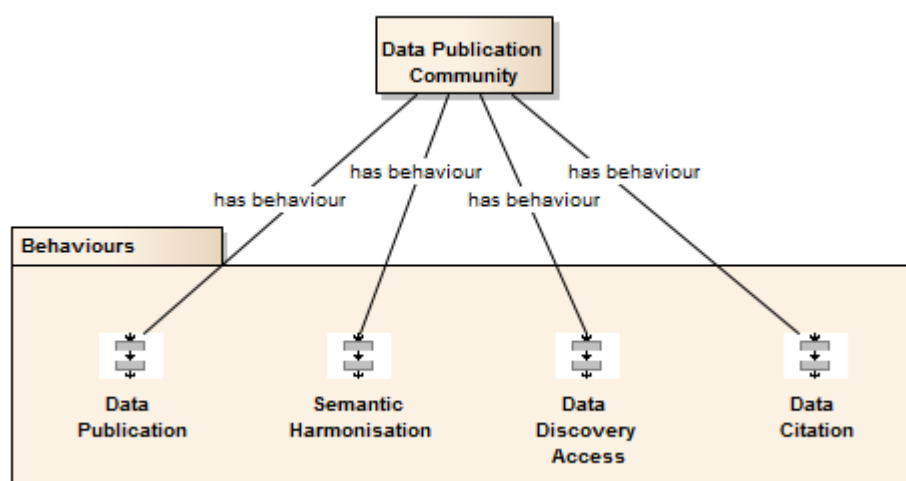 Data Publication
Community
has behaviour
has behaviour
has behaviour
has behaviour
Behaviours
Data
Publication
Semantic
Harmonisation
Data
Discovery
Access
Data
Citation